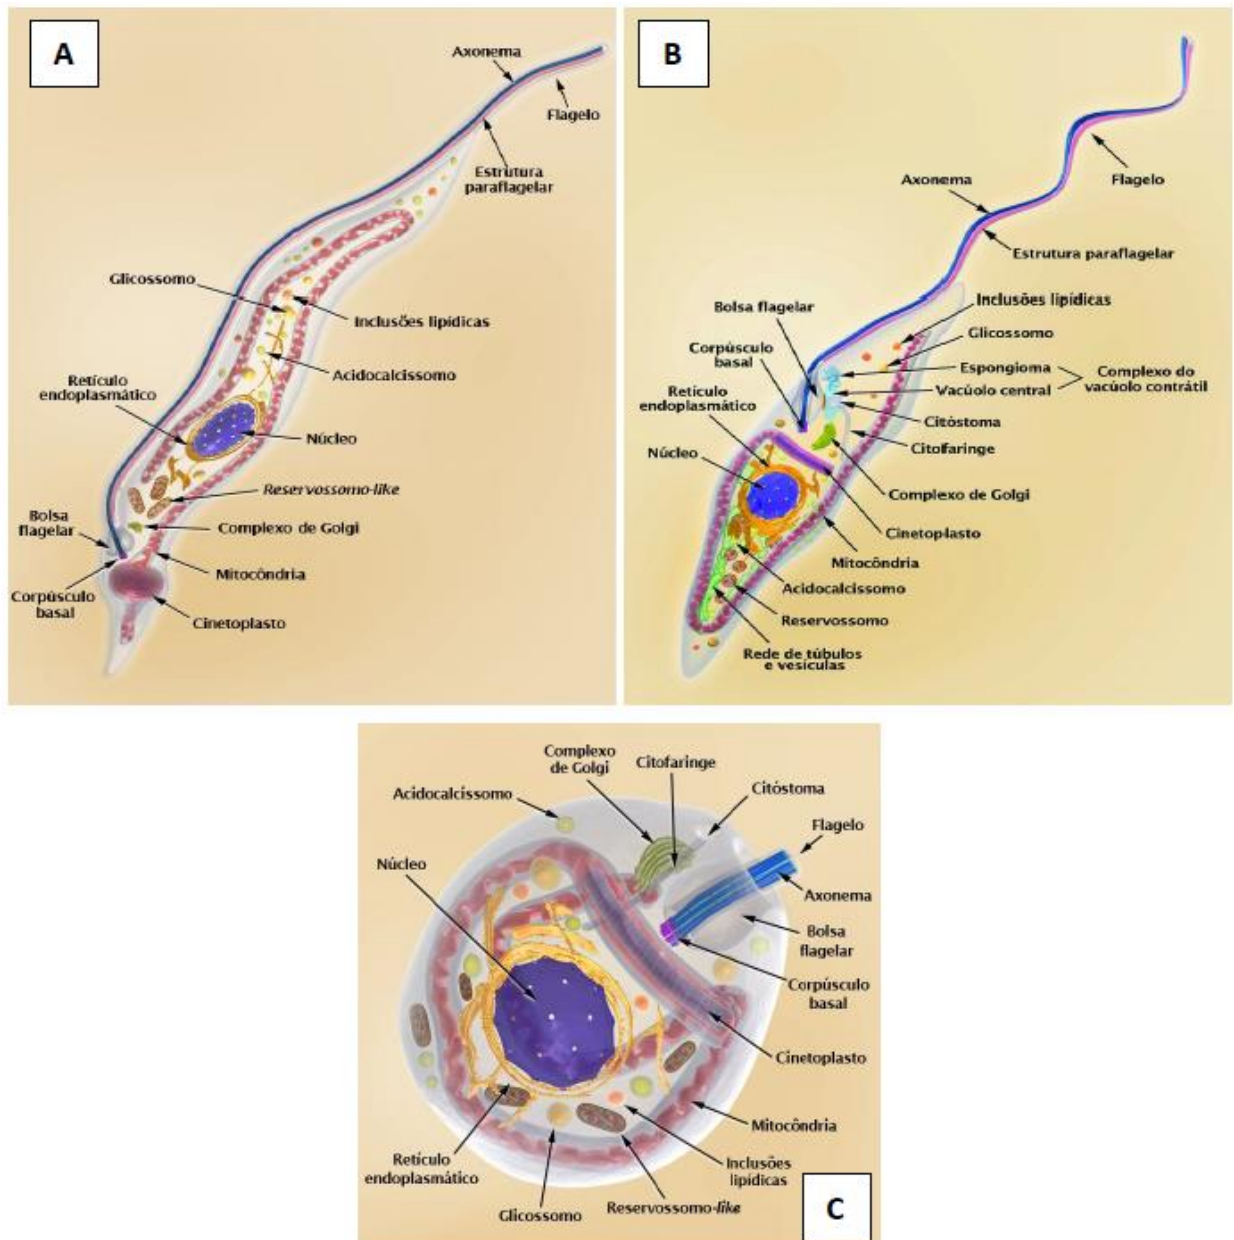 A
Axonema
Flagelo
Estrutura
paraflagelar
Glicossomo
Inclusões lipídicas
Acidocalcissomo
Retículo
endoplasmático
Núcleo
Reservossomo-like
Bolsa
flagelar
Complexo de Golgi
Mitocôndria
Corpúsculo
basal
Cinetoplasto
B
Flagelo
Axonema
Estrutura paraflagelar
Inclusões lipídicas
Bolsa flagelar
Glicossomo
Corpúsculo
basal
Espongioma
Vacúolo central
Complexo do
vacúolo contrátil
Retículo
endoplasmático
Citóstoma
Citofaringe
Núcleo
Complexo de Golgi
Cinetoplasto
Mitocôndria
Acidocalcissomo
Reservossomo
Rede de túbulos
e vesículas
Complexo
de Golgi
Citofaringe
Citóstoma
Acidocalcissomo
Flagelo
Núcleo
Axonema
Bolsa
flagelar
Corpúsculo
basal
Cinetoplasto
Mitocôndria
Retículo
endoplasmático
Inclusões
lipídicas
Glicossomo
Reservossomo-like
C